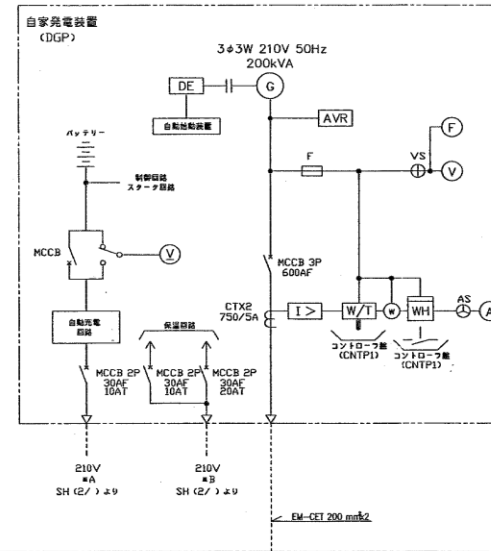 自家発電装置
(DGP)
3φ3W 210V 50Hz
200kVA
DE
G
自動始動装置
AVR
バッテリー
F
VS
F
V
制御回路
スタータ回路
MCCB
V
MCCB 3P
600AF
CTX2
750/5A
I>
W/T
W
WH
AS
A
自動充電
回路
保温回路
コントローラ盤
(CNTP1)
コントローラ盤
(CNTP1)
MCCB 2P
30AF
10AT
MCCB 2P
30AF
10AT
MCCB 2P
30AF
20AT
210V
*A
SH (2/ ) より
210V
*B
SH (2/ ) より
EM-CET 200 mm2